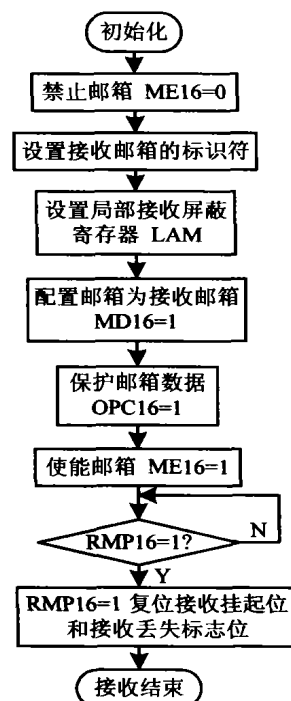 初始化
禁止邮箱 ME16=0
设置接收邮箱的标识符
设置局部接收屏蔽
寄存器 LAM
配置邮箱为接收邮箱
MD16=1
保护邮箱数据
OPC16=1
使能邮箱 ME16=1
RMP16=1?
N
Y
RMP16=1 复位接收挂起位
和接收丢失标志位
接收结束